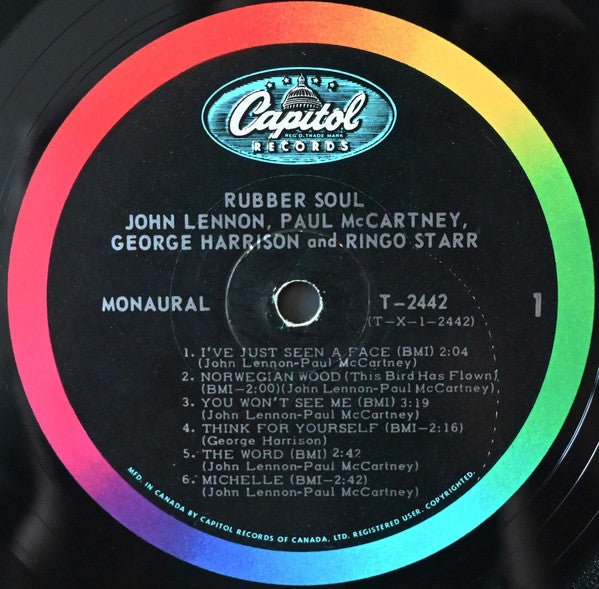 Capitol
REG'D. TRADE MARK
RECORDS
RUBBER SOUL
JOHN LENNON, PAUL McCARTNEY,
GEORGE HARRISON and RINGO STARR
MONAURAL
T-2442
1
(T-X-1-2442)
1. I'VE JUST SEEN A FACE (BMI) 2:04
(John Lennon-Paul McCartney)
2. NORWEGIAN WOOD (This Bird Has Flown)
(BMI-2:00)(John Lennon-Paul McCartney)
3. YOU WON'T SEE ME (BMI) 3:19
(John Lennon-Paul McCartney)
4. THINK FOR YOURSELF (BMI-2:16)
(George Harrison)
5. THE WORD (BMI) 2:42
(John Lennon-Paul McCartney)
6. MICHELLE (BMI-2:42)
(John Lennon-Paul McCartney)
MFD. IN CANADA BY CAPITOL RECORDS OF CANADA, LTD. REGISTERED USER. COPYRIGHTED.